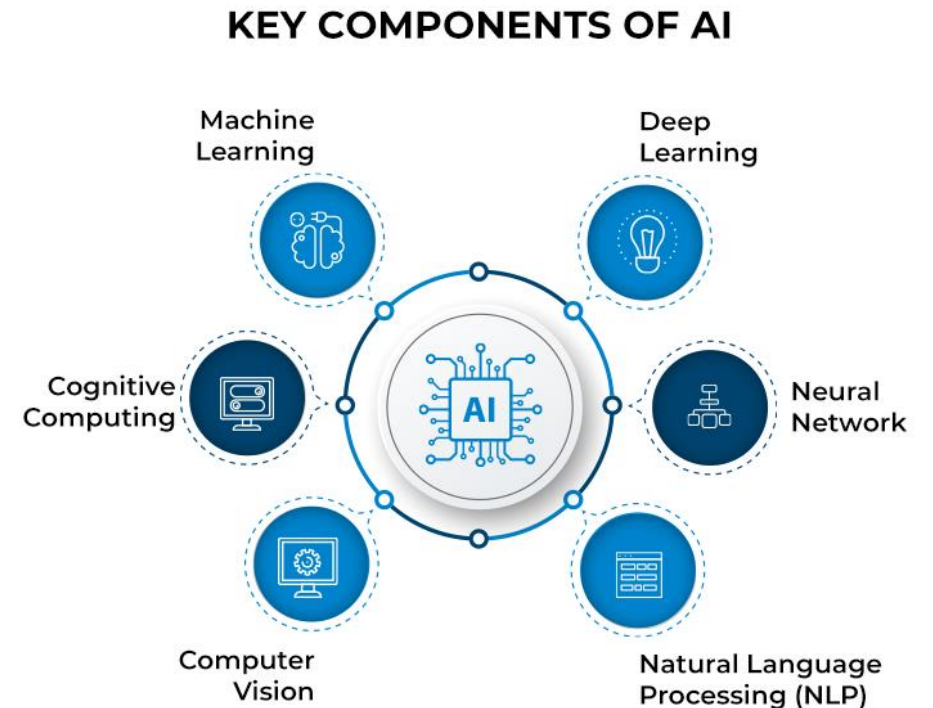 KEY COMPONENTS OF AI
Machine
Learning
Deep
Learning
Cognitive
Computing
AI
Neural
Network
Computer
Vision
Natural Language
Processing (NLP)